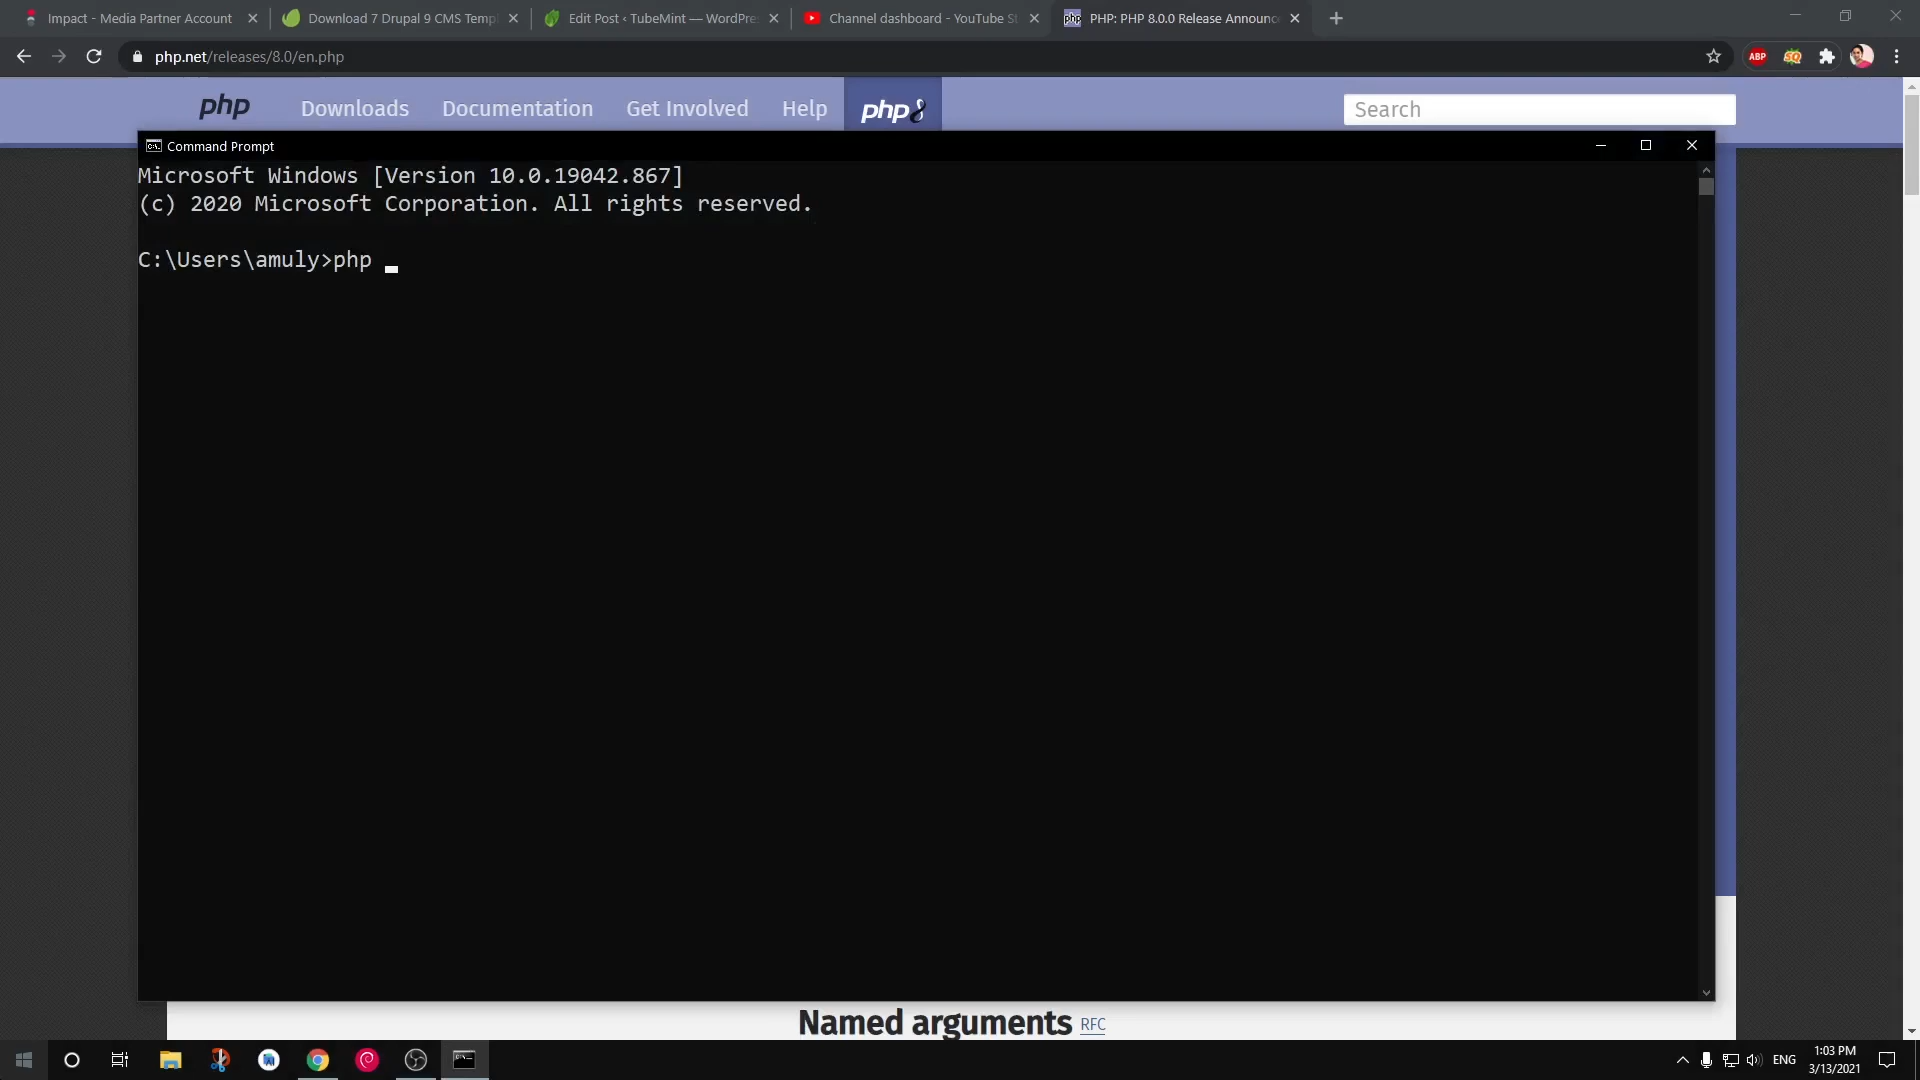 Impact - Media Partner Account
Download 7 Drupal 9 CMS Temp
Edit Post ‹ TubeMint — WordPre
Channel dashboard - YouTube St
php PHP: PHP 8.0.0 Release Announc
php.net/releases/8.0/en.php
ABP
SQ
php Downloads Documentation Get Involved Help php8 Search
C:\. Command Prompt
Microsoft Windows [Version 10.0.19042.867]
(c) 2020 Microsoft Corporation. All rights reserved.
C:\Users\amuly>php
Named arguments RFC
ENG
1:03 PM
3/13/2021